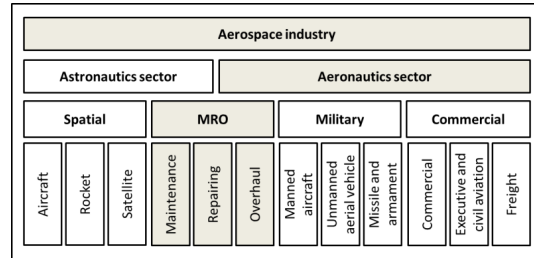 Aerospace industry
Astronautics sector
Aeronautics sector
Spatial
MRO
Military
Commercial
Aircraft
Rocket
Satellite
Maintenance
Repairing
Overhaul
Manned
aircraft
Unmanned
aerial vehicle
Missile and
armament
Commercial
Executive and
civil aviation
Freight